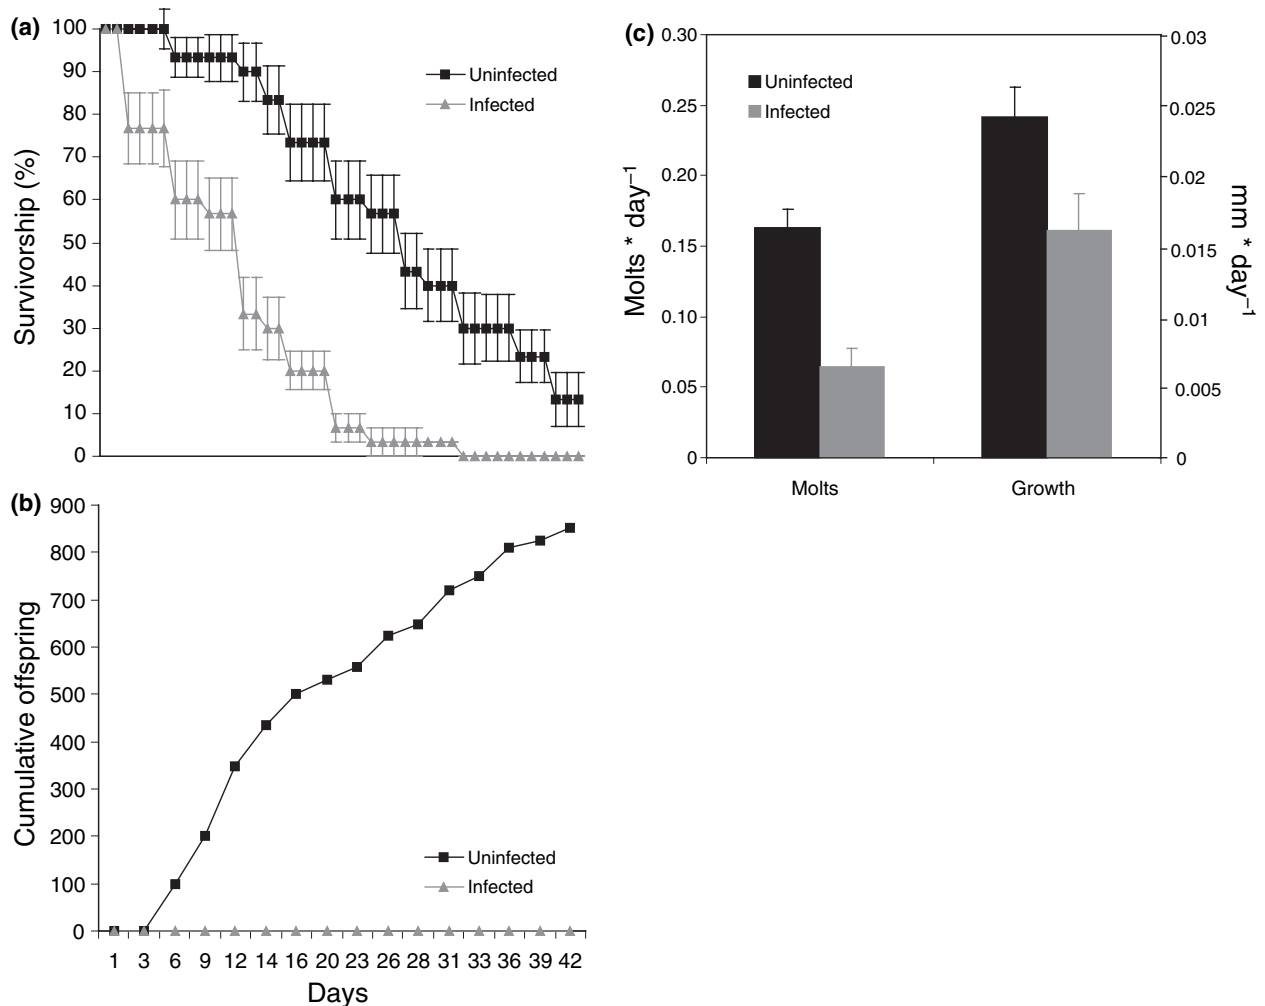 (a)
Survivorship (%)
100
90
80
70
60
50
40
30
20
10
0
Uninfected
Infected
(b)
Cumulative offspring
900
800
700
600
500
400
300
200
100
0
Uninfected
Infected
1 3 6 9 12 14 16 20 23 26 28 31 33 36 39 42
Days
(c)
Molts * day⁻¹
0.30
0.25
0.20
0.15
0.10
0.05
0
Uninfected
Infected
0.03
0.025
0.02
0.015
0.01
0.005
0
mm * day⁻¹
Molts Growth